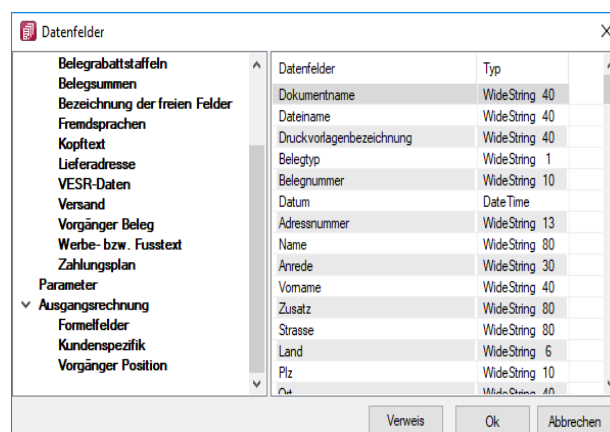 Datenfelder
Belegrabattstaffeln
Belegsummen
Bezeichnung der freien Felder
Fremdsprachen
Kopftext
Lieferadresse
VESR-Daten
Versand
Vorgänger Beleg
Werbe- bzw. Fusstext
Zahlungsplan
Parameter
Ausgangsrechnung
Formelfelder
Kundenspezifik
Vorgänger Position
Datenfelder Typ
Dokumentname WideString 40
Dateiname WideString 40
Druckvorlagenbezeichnung WideString 40
Belegtyp WideString 1
Belegnummer WideString 10
Datum DateTime
Adressnummer WideString 13
Name WideString 80
Anrede WideString 30
Vorname WideString 40
Zusatz WideString 80
Strasse WideString 80
Land WideString 6
Plz WideString 10
Ort WideString 40
Verweis Ok Abbrechen